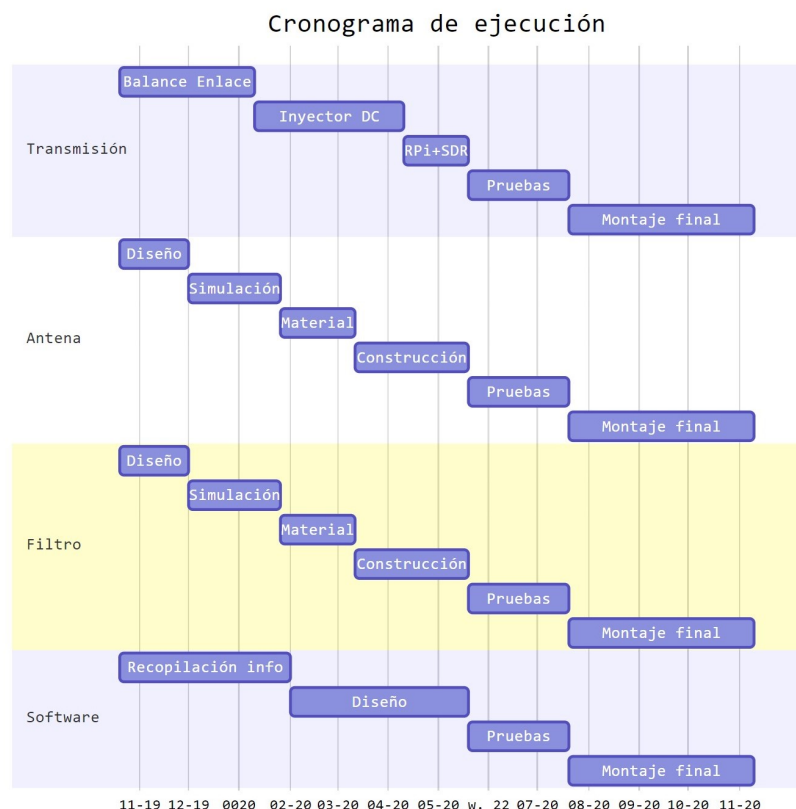 Cronograma de ejecución
Transmisión
Balance Enlace
Inyector DC
RPi+SDR
Pruebas
Montaje final
Antena
Diseño
Simulación
Material
Construcción
Pruebas
Montaje final
Filtro
Diseño
Simulación
Material
Construcción
Pruebas
Montaje final
Software
Recopilación info
Diseño
Pruebas
Montaje final
11-19 12-19 0020 02-20 03-20 04-20 05-20 w. 22 07-20 08-20 09-20 10-20 11-20